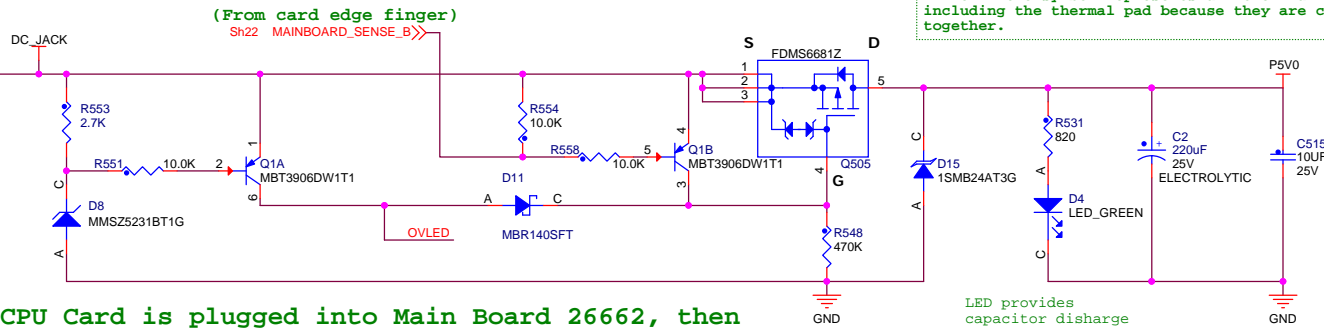 (From card edge finger)
Sh22 MAINBOARD_SENSE_B
including the thermal pad because they are c
together.
DC_JACK
S
D
FDMS6681Z
P5V0
1
2
3
5
R553
2.7K
R554
10.0K
R551
10.0K
2
1
Q1A
MBT3906DW1T1
6
R558
10.0K
5
4
Q1B
MBT3906DW1T1
3
Q505
4
G
C
D15
1SMB24AT3G
A
R531
820
C2
220uF
+
25V
ELECTROLYTIC
C515
10UF
25V
C
D8
MMSZ5231BT1G
A
D11
A
C
MBR140SFT
OVLED
R548
470K
A
D4
LED_GREEN
C
GND
LED provides
capacitor disharge
GND
CPU Card is plugged into Main Board 26662, then